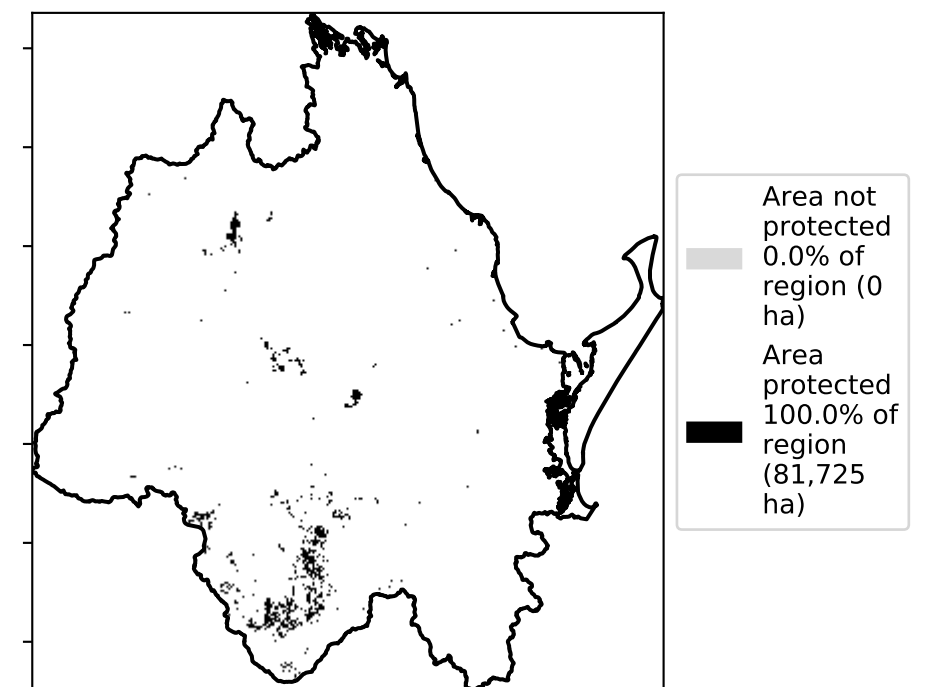 Area not
protected
0.0% of
region (0
ha)
Area
protected
100.0% of
region
(81,725
ha)